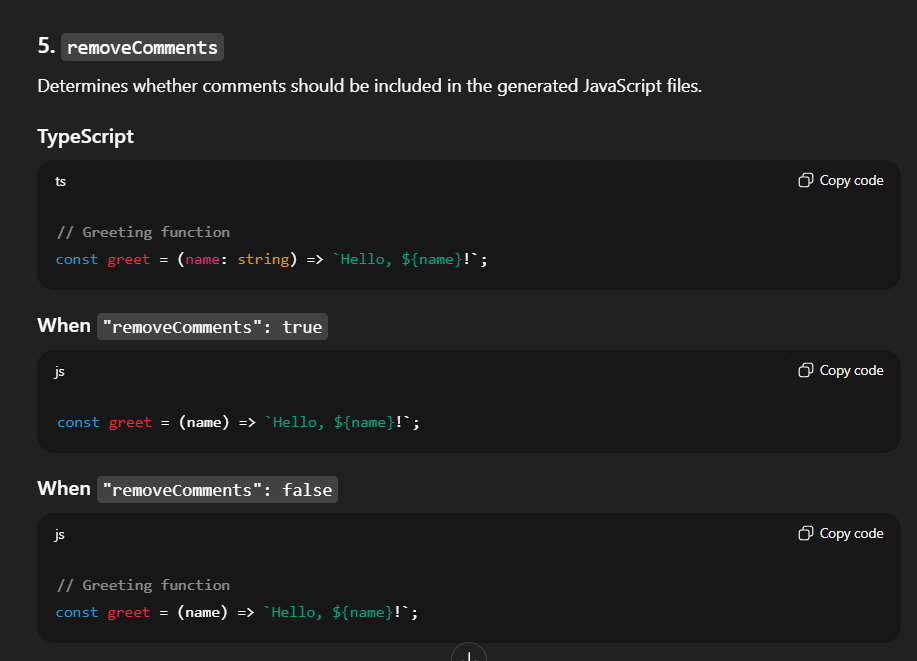 5. removeComments
Determines whether comments should be included in the generated JavaScript files.
TypeScript
ts
Copy code
// Greeting function
const greet = (name: string) => `Hello, ${name}!`;
When "removeComments": true
js
Copy code
const greet = (name) => `Hello, ${name}!`;
When "removeComments": false
js
Copy code
// Greeting function
const greet = (name) => `Hello, ${name}!`;